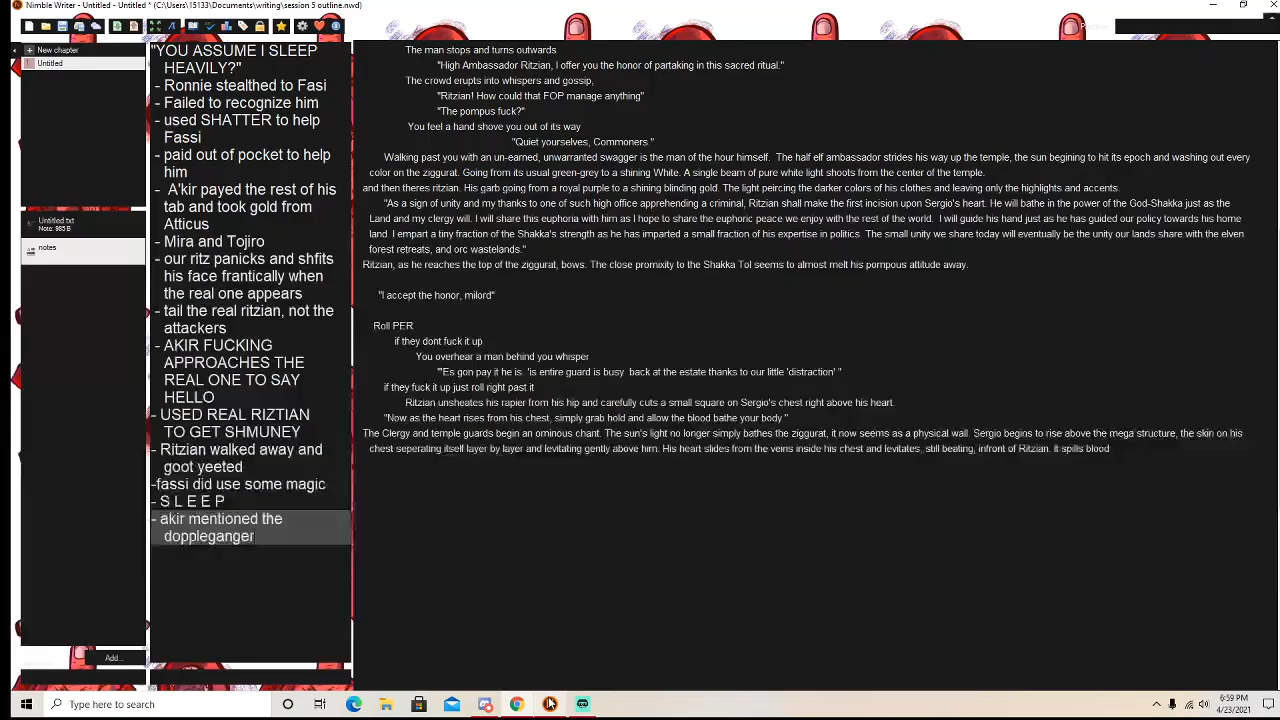 Nimble Writer - Untitled - Untitled * (C:\Users\15133\Documents\writing\session 5 outline.nwd)
New chapter
Untitled
Untitled txt
Note: 985 B
notes
Add...
"YOU ASSUME I SLEEP
HEAVILY?"
- Ronnie stealthed to Fasi
- Failed to recognize him
- used SHATTER to help
Fassi
- paid out of pocket to help
him
- A'kir payed the rest of his
tab and took gold from
Atticus
- Mira and Tojiro
- our ritz panicks and shfits
his face frantically when
the real one appears
- tail the real ritzian, not the
attackers
- AKIR FUCKING
APPROACHES THE
REAL ONE TO SAY
HELLO
- USED REAL RIZTIAN
TO GET SHMUNEY
- Ritzian walked away and
goot yeeted
-fassi did use some magic
- S L E E P
- akir mentioned the
doppleganger
The man stops and turns outwards
"High Ambassador Ritzian, I offer you the honor of partaking in this sacred ritual."
The crowd erupts into whispers and gossip,
"Ritzian! How could that FOP manage anything"
"The pompus fuck?"
You feel a hand shove you out of its way
"Quiet yourselves, Commoners."
Walking past you with an un-earned, unwarranted swagger is the man of the hour himself. The half elf ambassador strides his way up the temple, the sun begining to hit its epoch and washing out every
color on the ziggurat. Going from its usual green-grey to a shining White. A single beam of pure white light shoots from the center of the temple.
and then theres ritzian. His garb going from a royal purple to a shining blinding gold. The light peircing the darker colors of his clothes and leaving only the highlights and accents.
"As a sign of unity and my thanks to one of such high office apprehending a criminal, Ritzian shall make the first incision upon Sergio's heart. He will bathe in the power of the God-Shakka just as the
Land and my clergy will. I will share this euphoria with him as I hope to share the euphoric peace we enjoy with the rest of the world. I will guide his hand just as he has guided our policy towards his home
land. I empart a tiny fraction of the Shakka's strength as he has imparted a small fraction of his expertise in politics. The small unity we share today will eventually be the unity our lands share with the elven
forest retreats, and orc wastelands."
Ritzian, as he reaches the top of the ziggurat, bows. The close promixity to the Shakka Tol seems to almost melt his pompous attitude away.
"I accept the honor, milord"
Roll PER
if they dont fuck it up
You overhear a man behind you whisper
"'Es gon pay it he is. 'is entire guard is busy back at the estate thanks to our little 'distraction' "
if they fuck it up just roll right past it
Ritzian unsheates his rapier from his hip and carefully cuts a small square on Sergio's chest right above his heart.
"Now as the heart rises from his chest, simply grab hold and allow the blood bathe your body "
The Clergy and temple guards begin an ominous chant. The sun's light no longer simply bathes the ziggurat, it now seems as a physical wall. Sergio begins to rise above the mega structure, the skin on his
chest seperating itself layer by layer and levitating gently above him. His heart slides from the veins inside his chest and levitates, still beating, infront of Ritzian. it spills blood
Type here to search
6:59 PM
4/23/2021